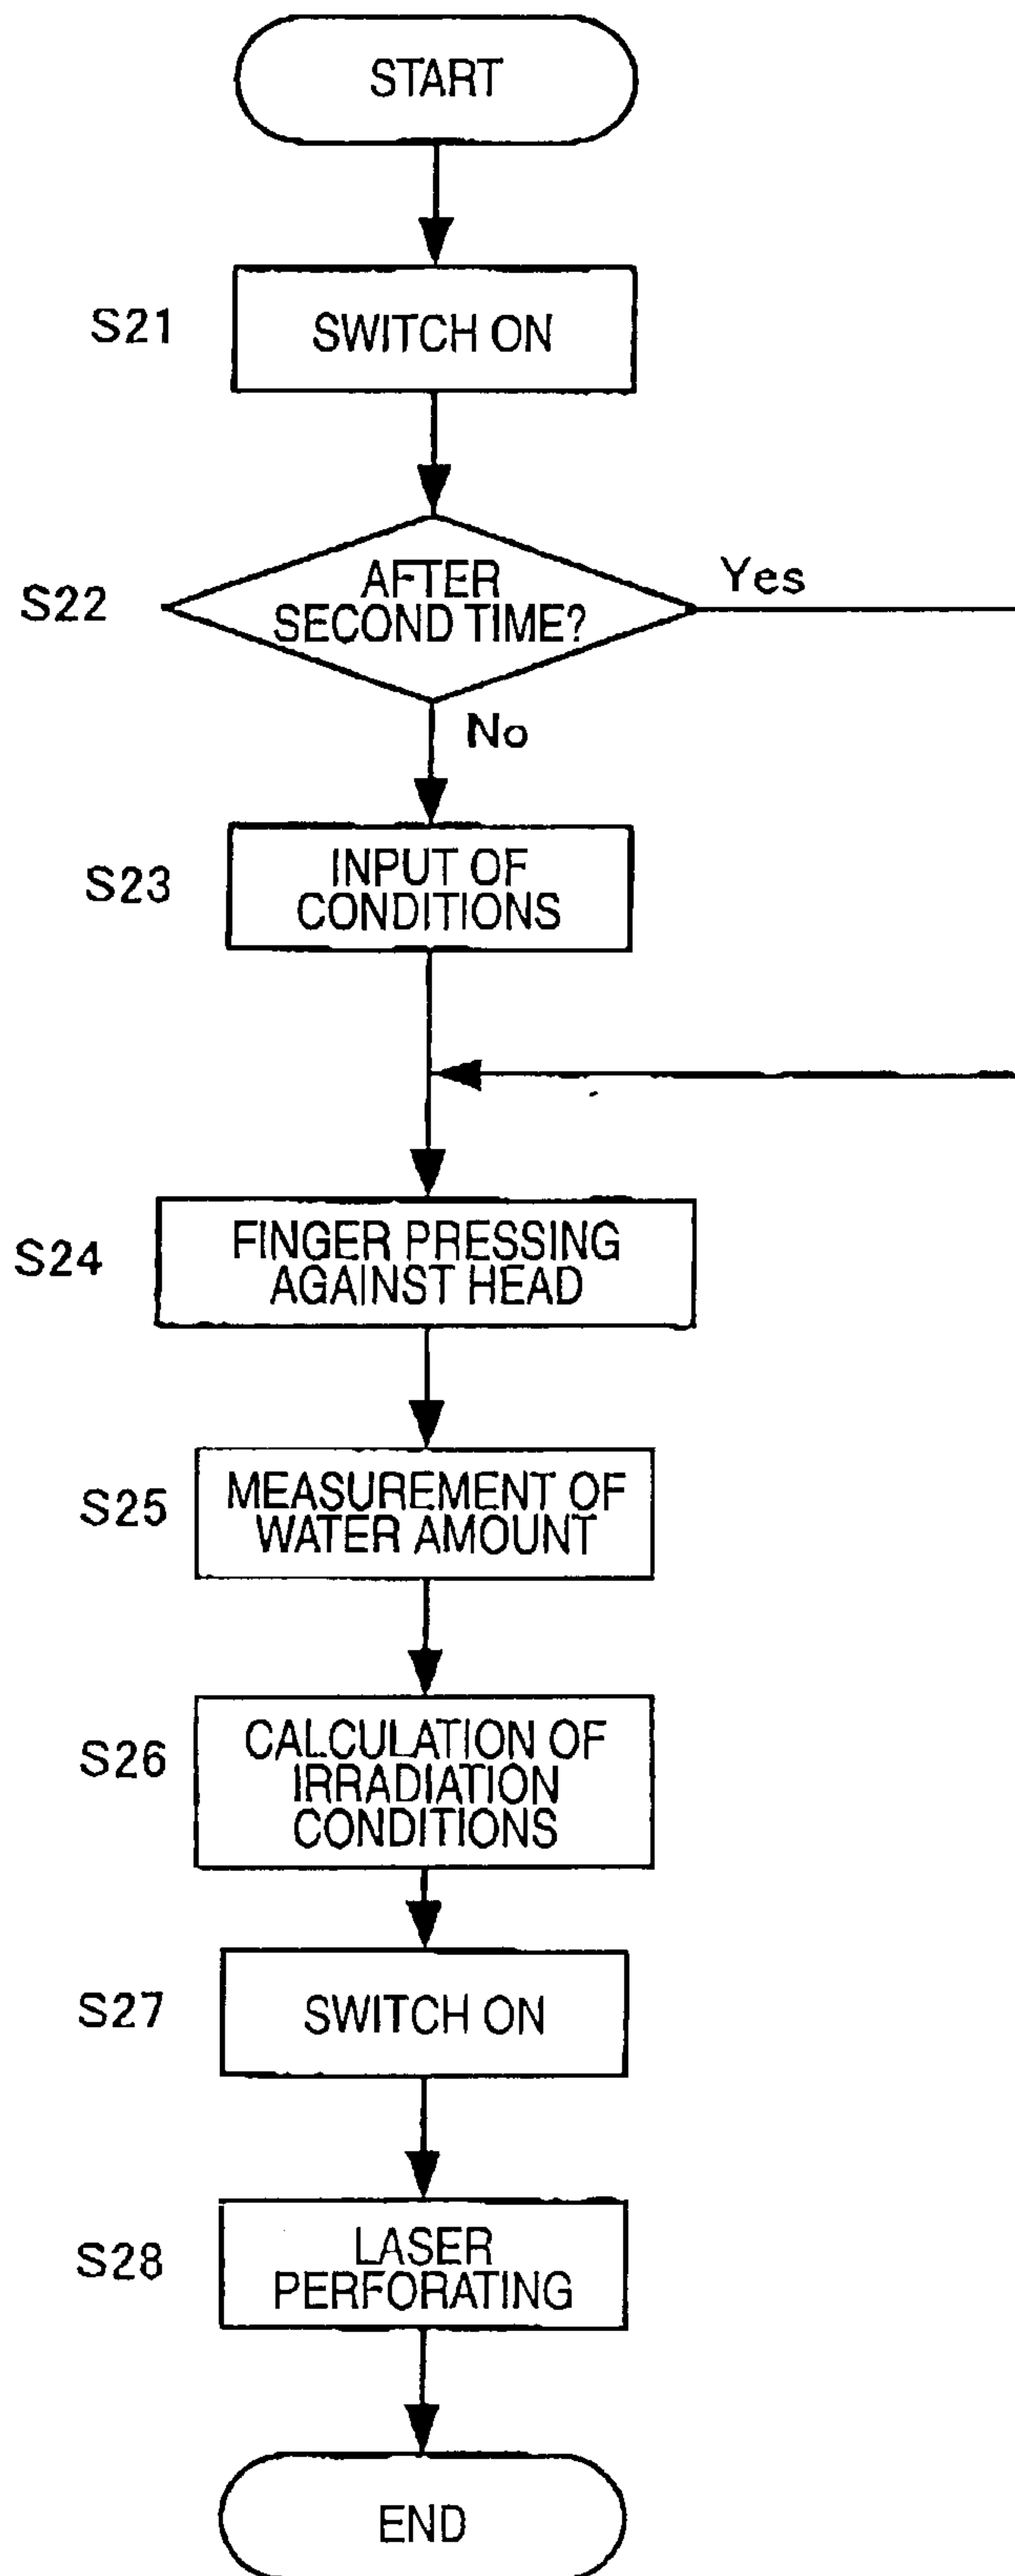 START
S21
SWITCH ON
S22
AFTER
SECOND TIME?
Yes
No
S23
INPUT OF
CONDITIONS
S24
FINGER PRESSING
AGAINST HEAD
S25
MEASUREMENT OF
WATER AMOUNT
S26
CALCULATION OF
IRRADIATION
CONDITIONS
S27
SWITCH ON
S28
LASER
PERFORATING
END